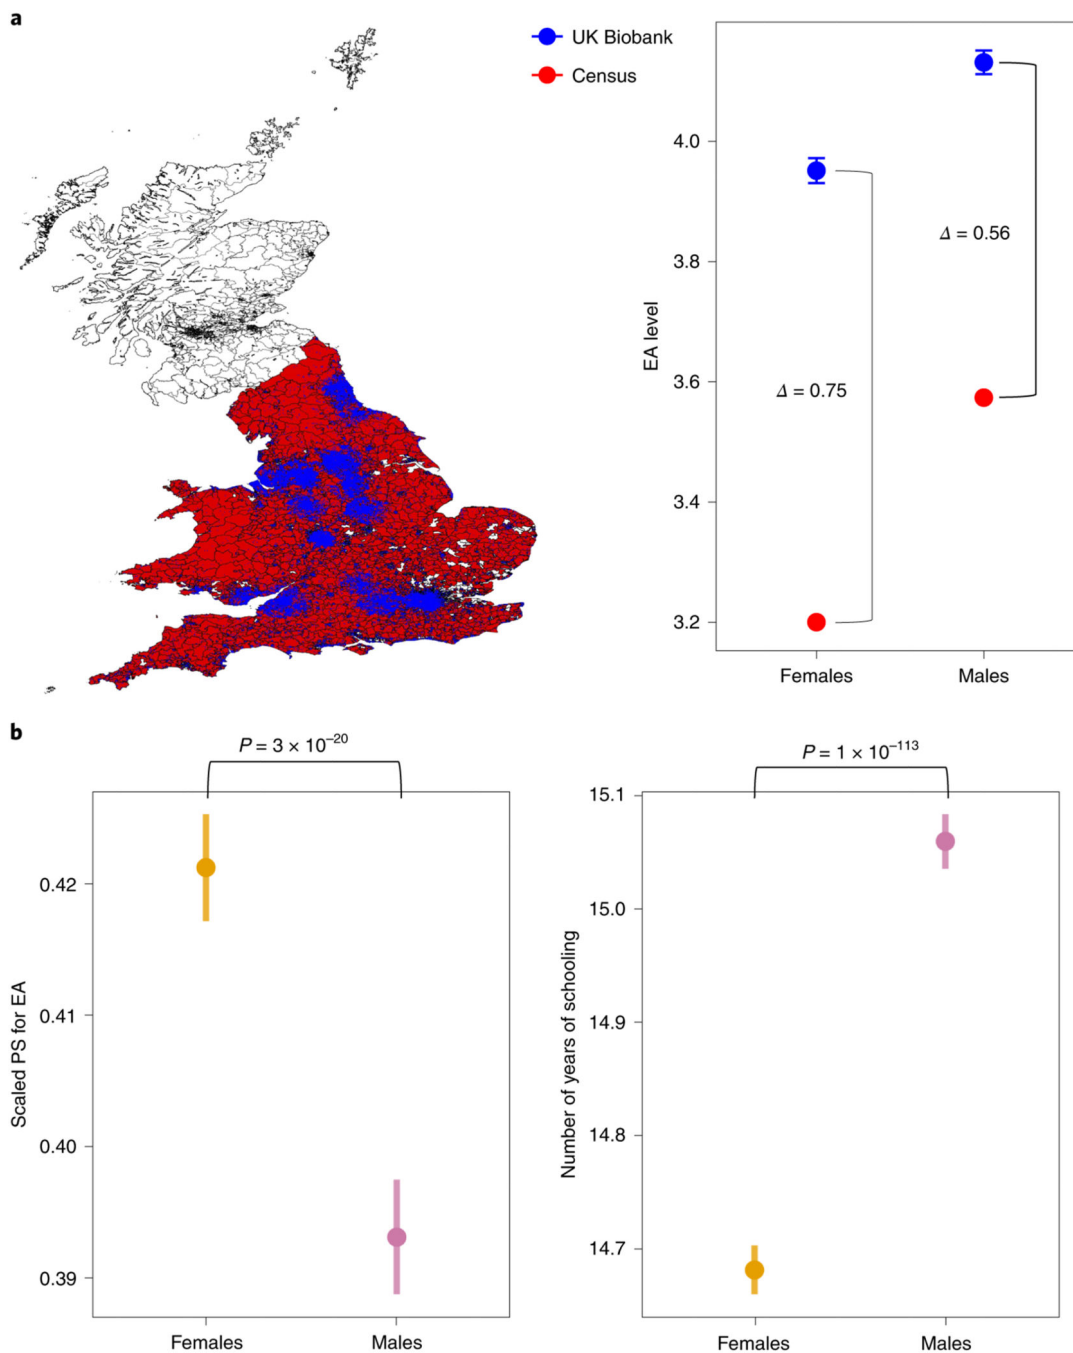 a
UK Biobank
Census
EA level
4.0
3.8
3.6
3.4
3.2
Δ = 0.75
Δ = 0.56
Females
Males
b
P = 3 × 10⁻²⁰
Scaled PS for EA
0.42
0.41
0.40
0.39
Females
Males
P = 1 × 10⁻¹¹³
Number of years of schooling
15.1
15.0
14.9
14.8
14.7
Females
Males